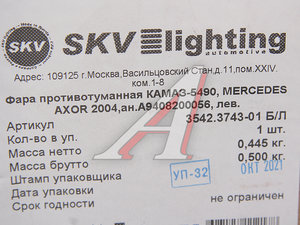 SKV
SKV lighting
automotive
Адрес: 109125 г.Москва,Васильцовский Стан,д.11,пом.XXIV.
ком.1-8
Фара противотуманная КАМАЗ-5490, MERCEDES
AXOR 2004,ан.A9408200056, лев.
Артикул 3542.3743-01 Б/Л
Кол-во в уп. 1 шт.
Масса нетто 0,445 кг.
Масса брутто 0,500 кг.
Штамп упаковщика УП-32 ОКТ 2021
Дата упаковки
Срок годности не ограничен